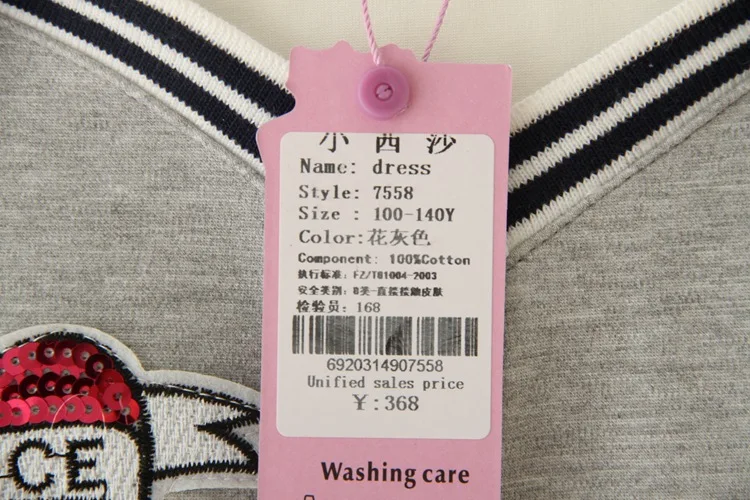 小西沙
Name: dress
Style: 7558
Size : 100-140Y
Color:花灰色
Component: 100%Cotton
执行标准: FZ/T81004-2003
安全类别: B类-直接接触皮肤
检验员: 168
6920314907558
Unified sales price
¥:368
Washing care
CE